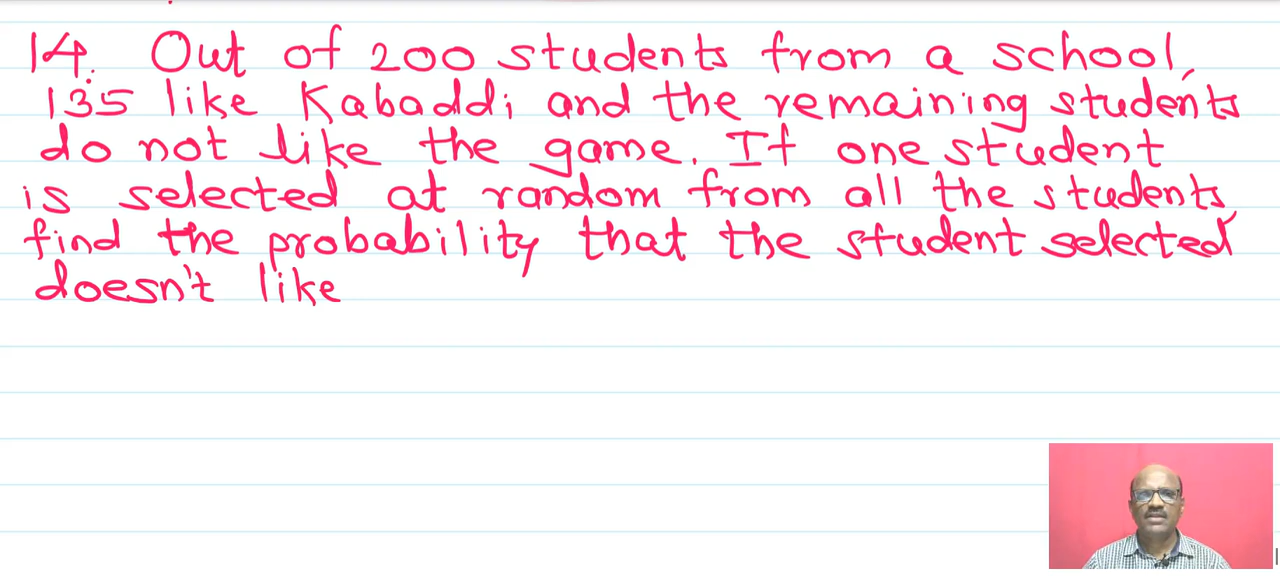 14. Out of 200 students from a school,
135 like Kabaddi and the remaining students
do not like the game. If one student
is selected at random from all the students,
find the probability that the student selected
doesn't like